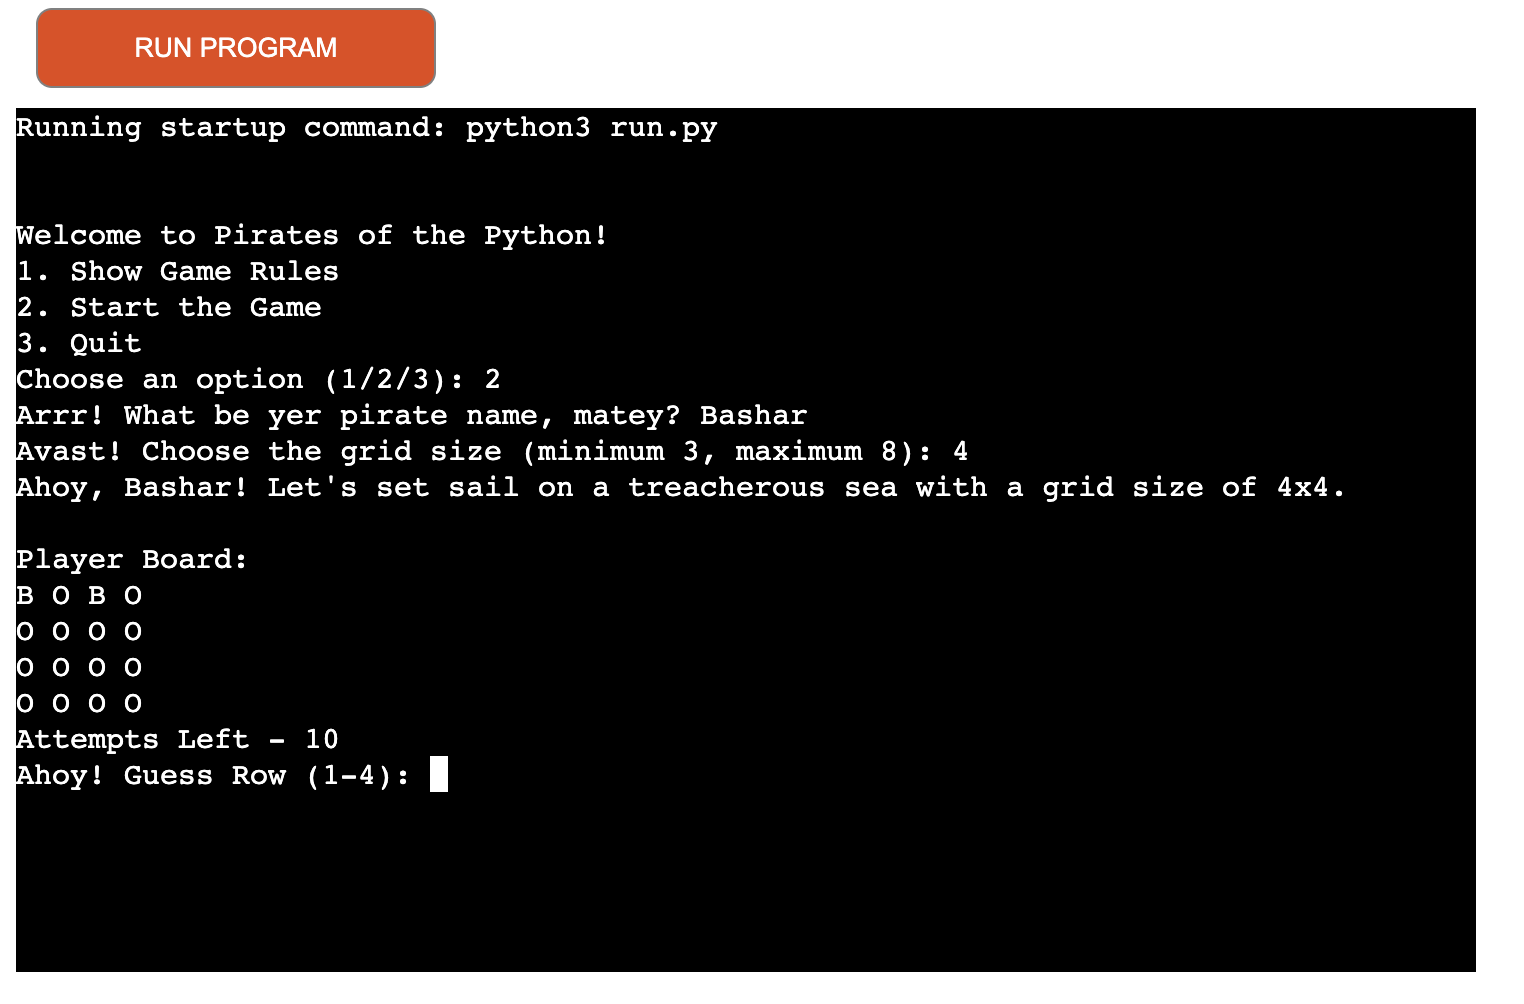 RUN PROGRAM
Running startup command: python3 run.py
Welcome to Pirates of the Python!
1. Show Game Rules
2. Start the Game
3. Quit
Choose an option (1/2/3): 2
Arrr! What be yer pirate name, matey? Bashar
Avast! Choose the grid size (minimum 3, maximum 8): 4
Ahoy, Bashar! Let's set sail on a treacherous sea with a grid size of 4x4.
Player Board:
B O B O
O O O O
O O O O
O O O O
Attempts Left - 10
Ahoy! Guess Row (1-4):